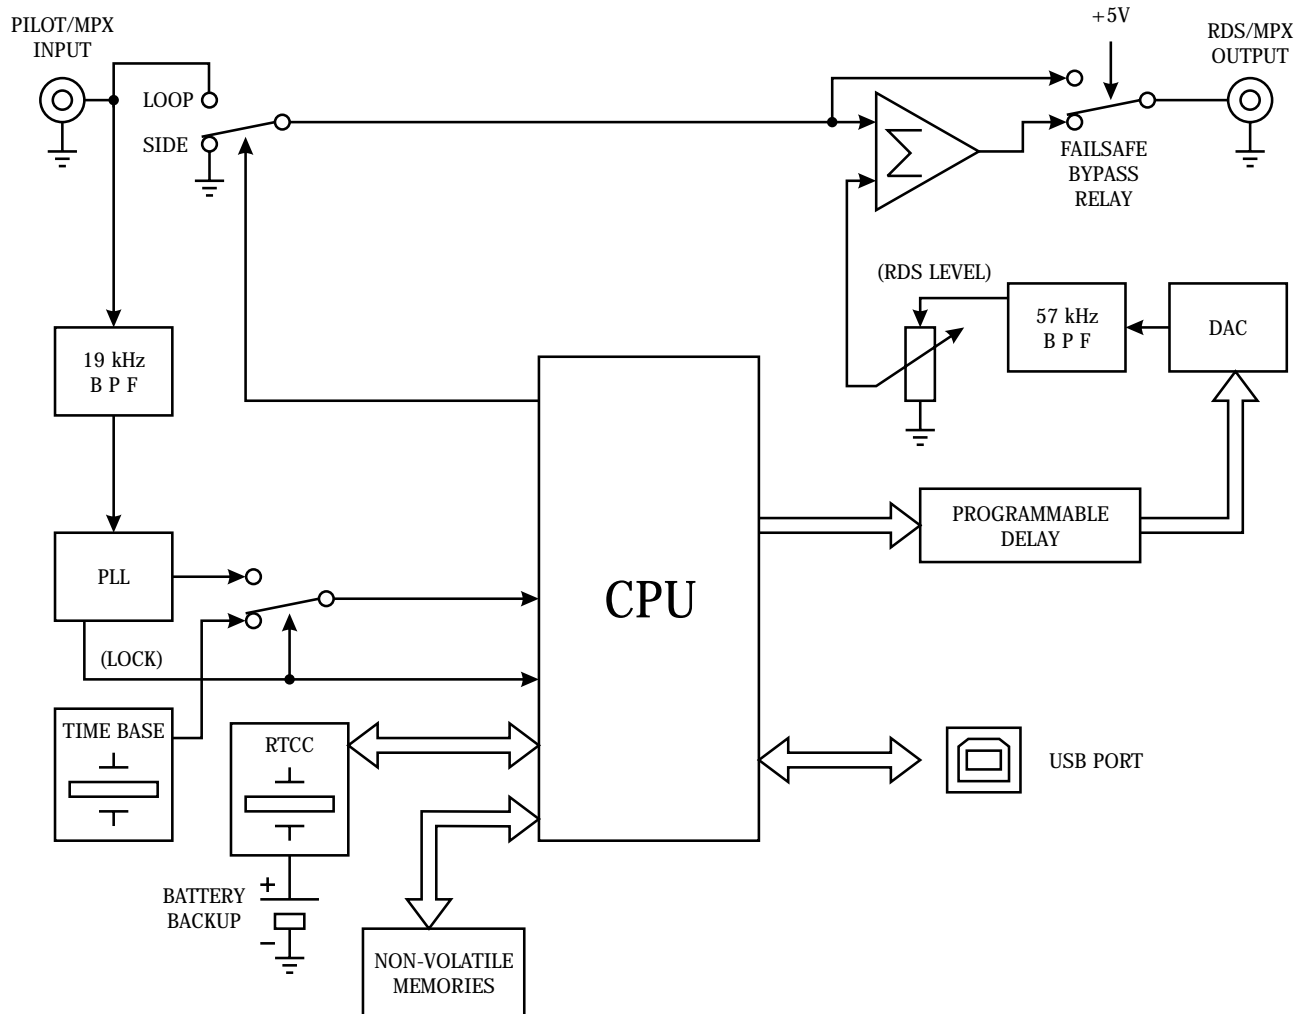 PILOT/MPX
INPUT
LOOP
SIDE
+5V
RDS/MPX
OUTPUT
Σ
FAILSAFE
BYPASS
RELAY
(RDS LEVEL)
57 kHz
B P F
DAC
19 kHz
B P F
PROGRAMMABLE
DELAY
PLL
CPU
(LOCK)
TIME BASE
RTCC
USB PORT
+
BATTERY
BACKUP
−
NON-VOLATILE
MEMORIES